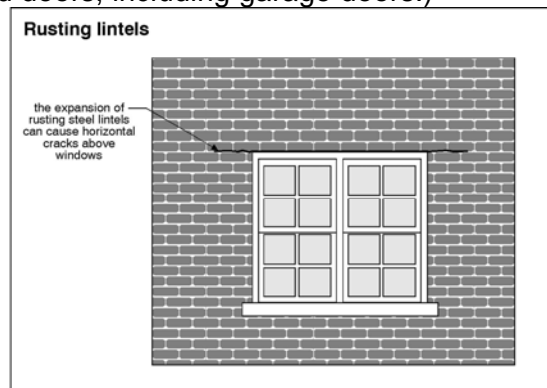 doors, including garage doors.)
Rusting lintels
the expansion of
rusting steel lintels
can cause horizontal
cracks above
windows